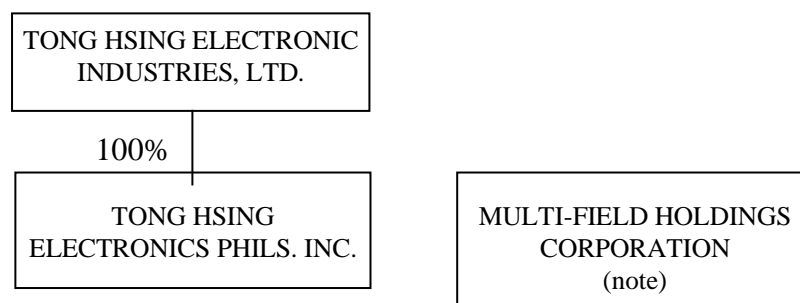 TONG HSING ELECTRONIC
INDUSTRIES, LTD.
100%
TONG HSING
ELECTRONICS PHILS. INC.
MULTI-FIELD HOLDINGS
CORPORATION
(note)